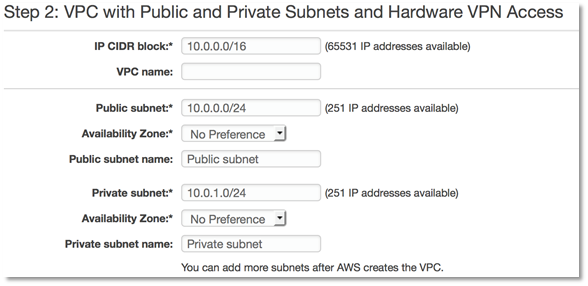 Step 2: VPC with Public and Private Subnets and Hardware VPN Access
IP CIDR block:* 10.0.0.0/16 (65531 IP addresses available)
VPC name:
Public subnet:* 10.0.0.0/24 (251 IP addresses available)
Availability Zone:* No Preference
Public subnet name: Public subnet
Private subnet:* 10.0.1.0/24 (251 IP addresses available)
Availability Zone:* No Preference
Private subnet name: Private subnet
You can add more subnets after AWS creates the VPC.